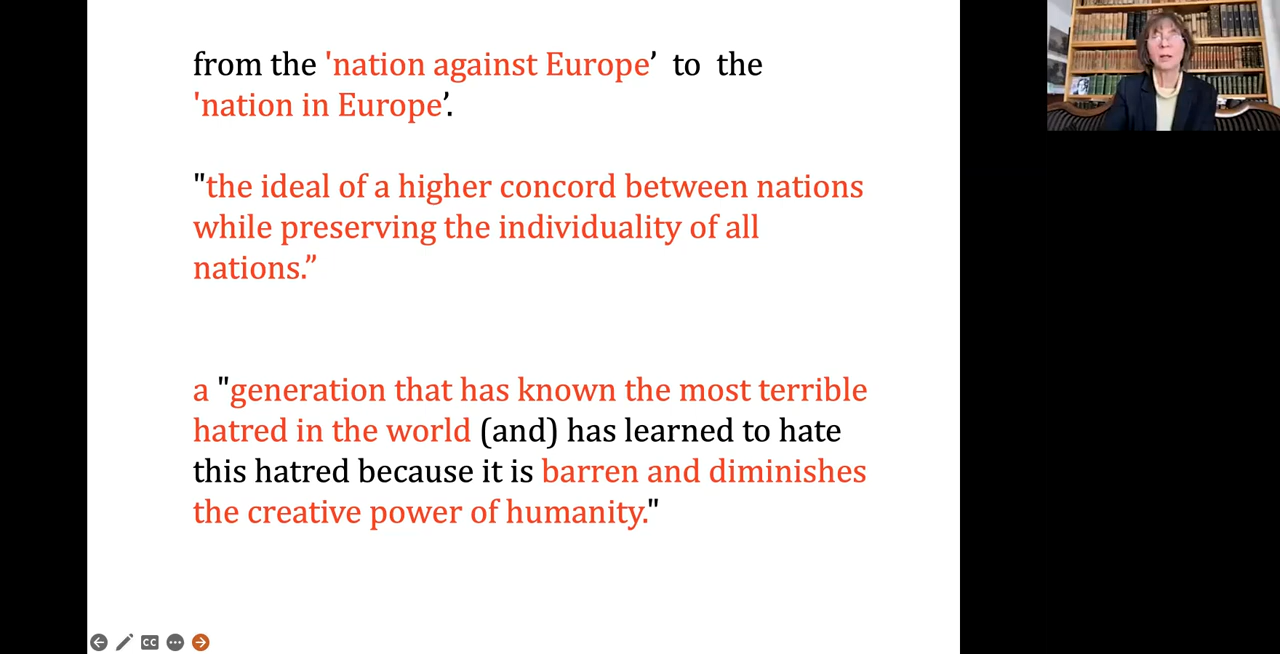 from the 'nation against Europe’ to the
'nation in Europe’.
"the ideal of a higher concord between nations
while preserving the individuality of all
nations.”
a "generation that has known the most terrible
hatred in the world (and) has learned to hate
this hatred because it is barren and diminishes
the creative power of humanity."
CC